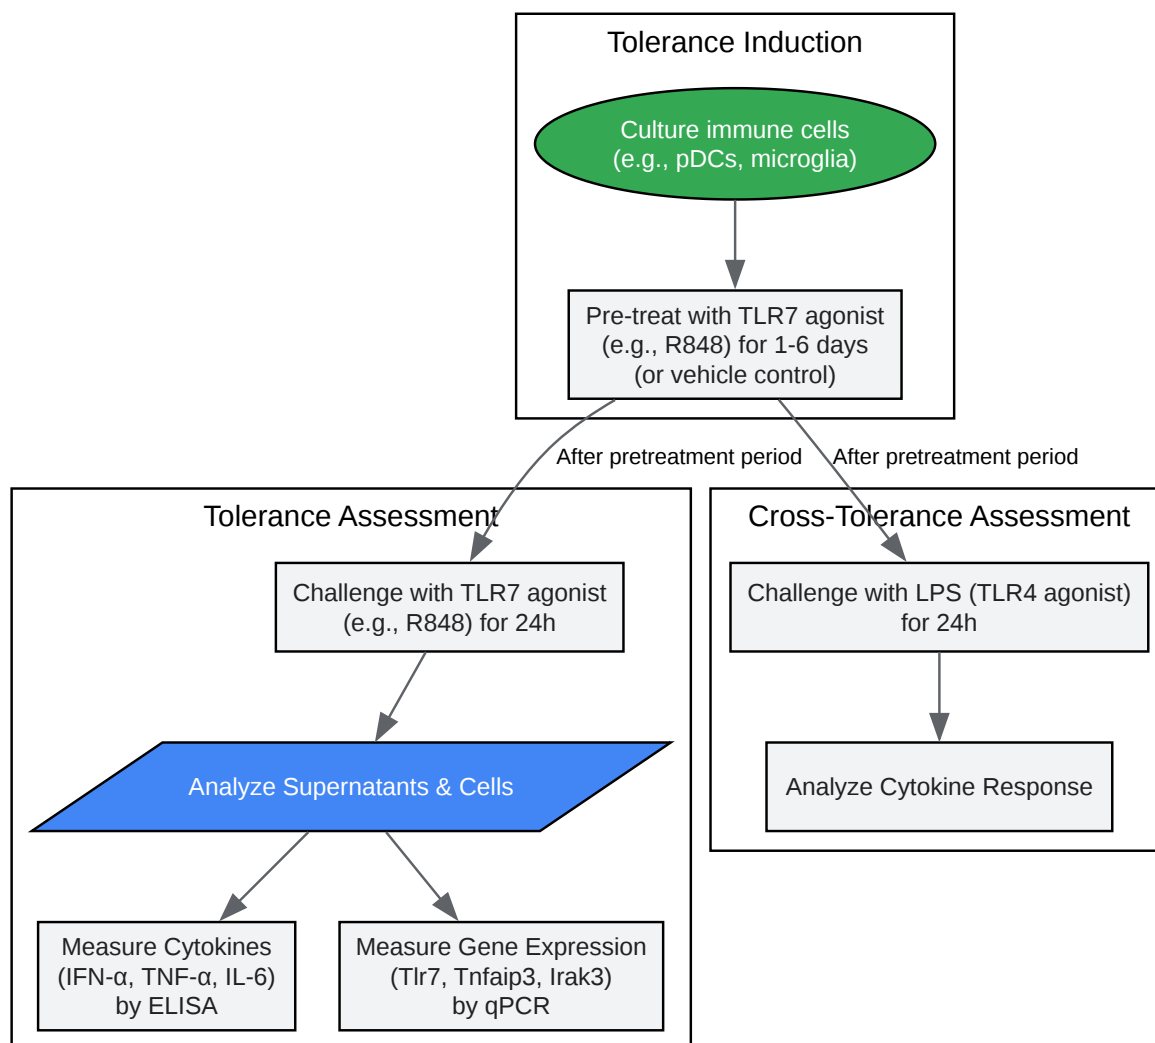 Tolerance Induction
Culture immune cells
(e.g., pDCs, microglia)
Pre-treat with TLR7 agonist
(e.g., R848) for 1-6 days
(or vehicle control)
After pretreatment period
After pretreatment period
Tolerance Assessment
Challenge with TLR7 agonist
(e.g., R848) for 24h
Analyze Supernatants & Cells
Measure Cytokines
(IFN-α, TNF-α, IL-6)
by ELISA
Measure Gene Expression
(Tlr7, Tnfaip3, Irak3)
by qPCR
Cross-Tolerance Assessment
Challenge with LPS (TLR4 agonist)
for 24h
Analyze Cytokine Response